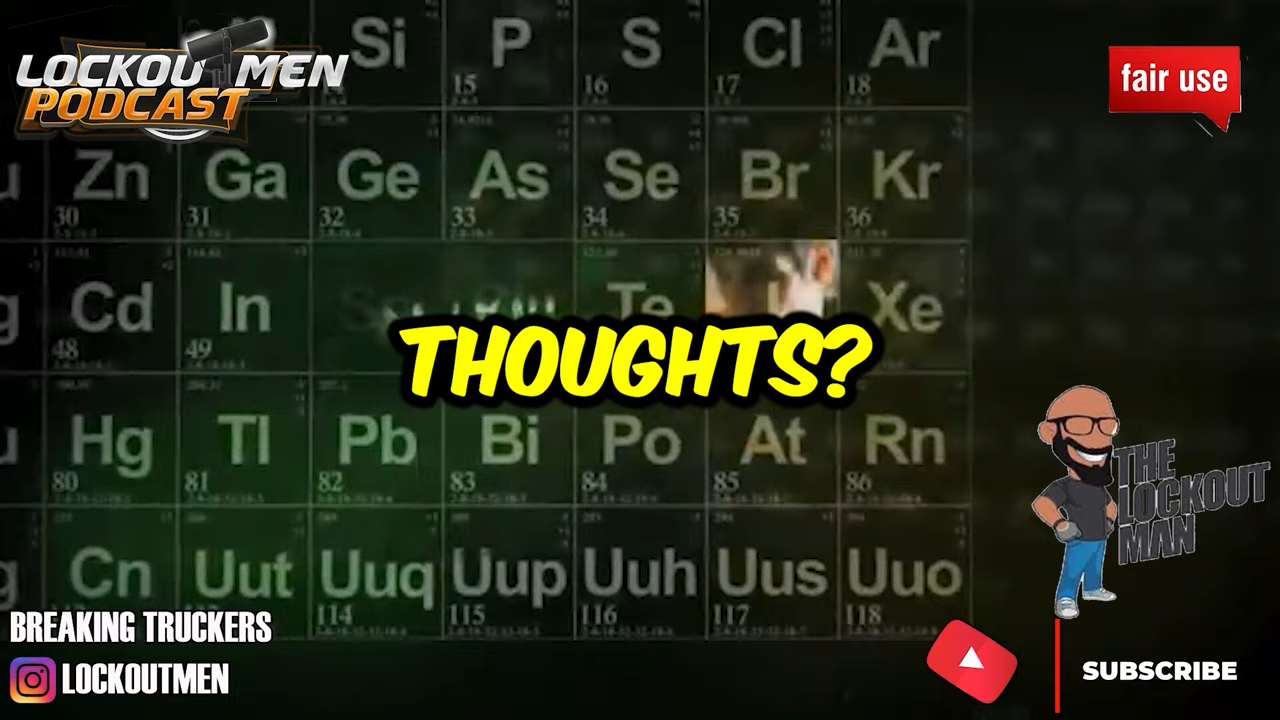 LOCKOUTMEN
PODCAST
fair use
Si P S Cl Ar
15 16 17 18
Zn Ga Ge As Se Br Kr
30 31 32 33 34 35 36
Cd In Te I Xe
48 49
THOUGHTS?
Hg Tl Pb Bi Po At Rn
80 81 82 83 84 85 86
Cn Uut Uuq Uup Uuh Uus Uuo
114 115 116 117 118
THE
LOCKOUT
MAN
BREAKING TRUCKERS
LOCKOUTMEN
SUBSCRIBE